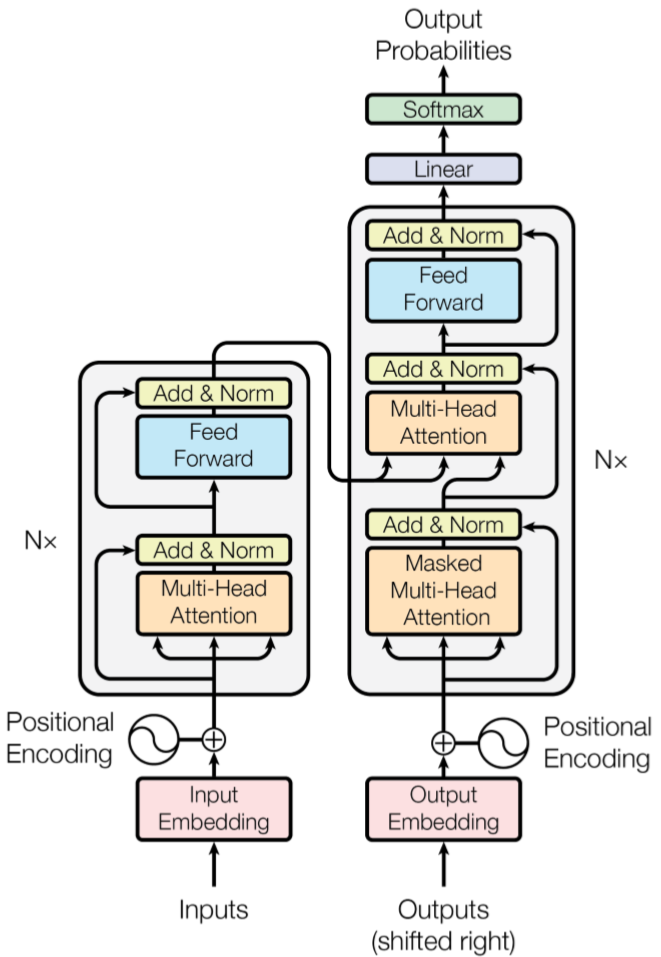 Output
Probabilities
Softmax
Linear
Add & Norm
Feed
Forward
Add & Norm
Multi-Head
Attention
Add & Norm
Masked
Multi-Head
Attention
Nx
Positional
Encoding
Output
Embedding
Outputs
(shifted right)
Add & Norm
Feed
Forward
Add & Norm
Multi-Head
Attention
Nx
Positional
Encoding
Input
Embedding
Inputs